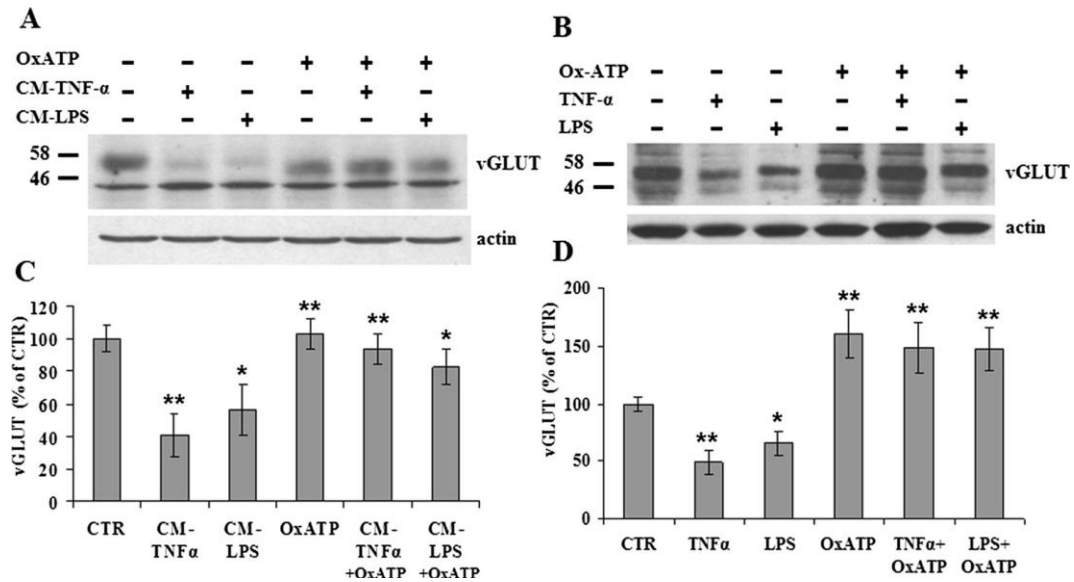 A
OxATP - - - + + +
CM-TNF-α - + - - + -
CM-LPS - - + - - +
58
46
vGLUT
actin
B
Ox-ATP - - - + + +
TNF-α - + - - + -
LPS - - + - - +
58
46
vGLUT
actin
C
vGLUT (% of CTR)
120
100
80
60
40
20
0
** * ** ** *
CTR CM-TNFα CM-LPS OxATP CM-TNFα+OxATP CM-LPS+OxATP
D
vGLUT (% of CTR)
200
150
100
50
0
** * ** ** **
CTR TNFα LPS OxATP TNFα+OxATP LPS+OxATP